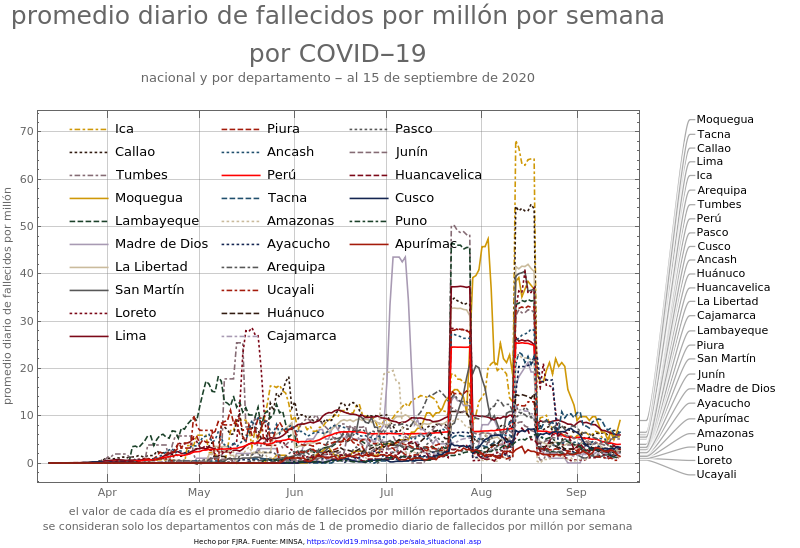 promedio diario de fallecidos por millón por semana
por COVID−19
nacional y por departamento − al 15 de septiembre de 2020
promedio diario de fallecidos por millón
70
60
50
40
30
20
10
0
Ica
Callao
Tumbes
Moquegua
Lambayeque
Madre de Dios
La Libertad
San Martín
Loreto
Lima
Piura
Ancash
Perú
Tacna
Amazonas
Ayacucho
Arequipa
Ucayali
Huánuco
Cajamarca
Pasco
Junín
Huancavelica
Cusco
Puno
Apurímac
Moquegua
Tacna
Callao
Lima
Ica
Arequipa
Tumbes
Perú
Pasco
Cusco
Ancash
Huánuco
Huancavelica
La Libertad
Cajamarca
Lambayeque
Piura
San Martín
Junín
Madre de Dios
Ayacucho
Apurímac
Amazonas
Puno
Loreto
Ucayali
Apr May Jun Jul Aug Sep
el valor de cada día es el promedio diario de fallecidos por millón reportados durante una semana
se consideran solo los departamentos con más de 1 de promedio diario de fallecidos por millón por semana
Hecho por FJRA. Fuente: MINSA, https://covid19.minsa.gob.pe/sala_situacional.asp